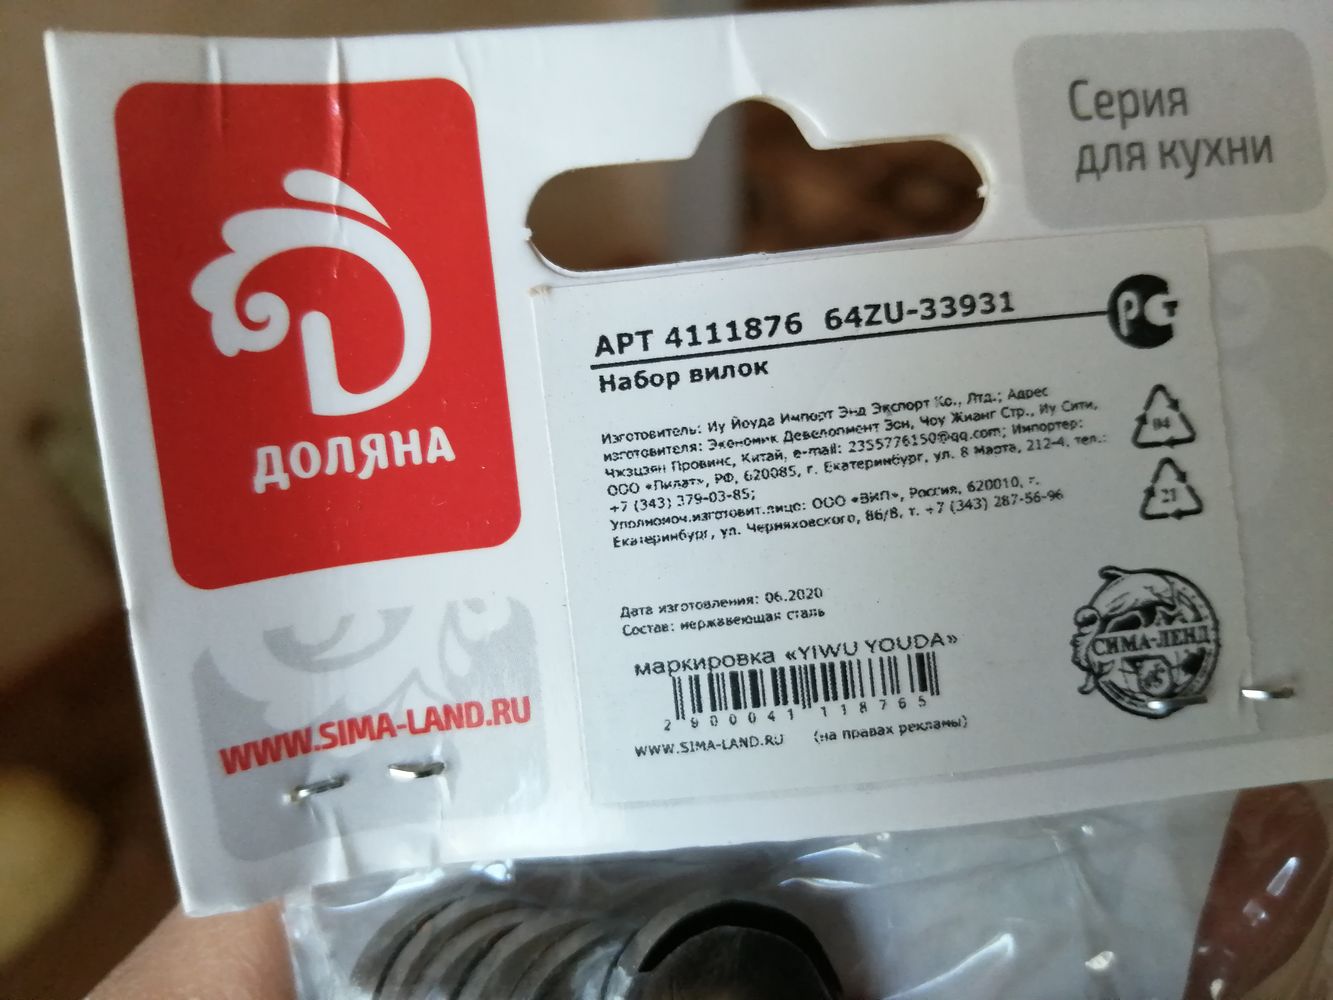 Серия
для кухни
ДОЛЯНА
WWW.SIMA-LAND.RU
АРТ 4111876 64ZU-33931
РСТ
Набор вилок
Изготовитель: Иу Йоуда Импорт Энд Экспорт Ко., Лтд.; Адрес
изготовителя: Экономик Девелопмент Зон, Чоу Жианг Стр., Иу Сити,
Чжэцзян Провинс, Китай, e-mail: 2355776150@qq.com; Импортер:
ООО «Пилат», РФ, 620085, г. Екатеринбург, ул. 8 Марта, 212-4, тел.:
+7 (343) 379-03-85;
Уполномоч.изготовит.лицо: ООО «ВИП», Россия, 620010, г.
Екатеринбург, ул. Черняховского, 86/8, т. +7 (343) 287-56-96
04
21
Дата изготовления: 06.2020
Состав: нержавеющая сталь
маркировка «YIWU YOUDA»
2 900041 118765
WWW.SIMA-LAND.RU (на правах рекламы)
СИМА-ЛЕНД